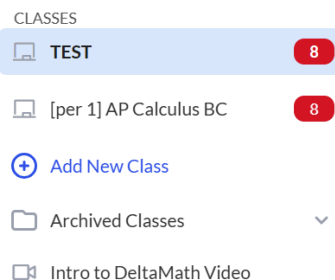 CLASSES
TEST 8
[per 1] AP Calculus BC 8
Add New Class
Archived Classes
Intro to DeltaMath Video